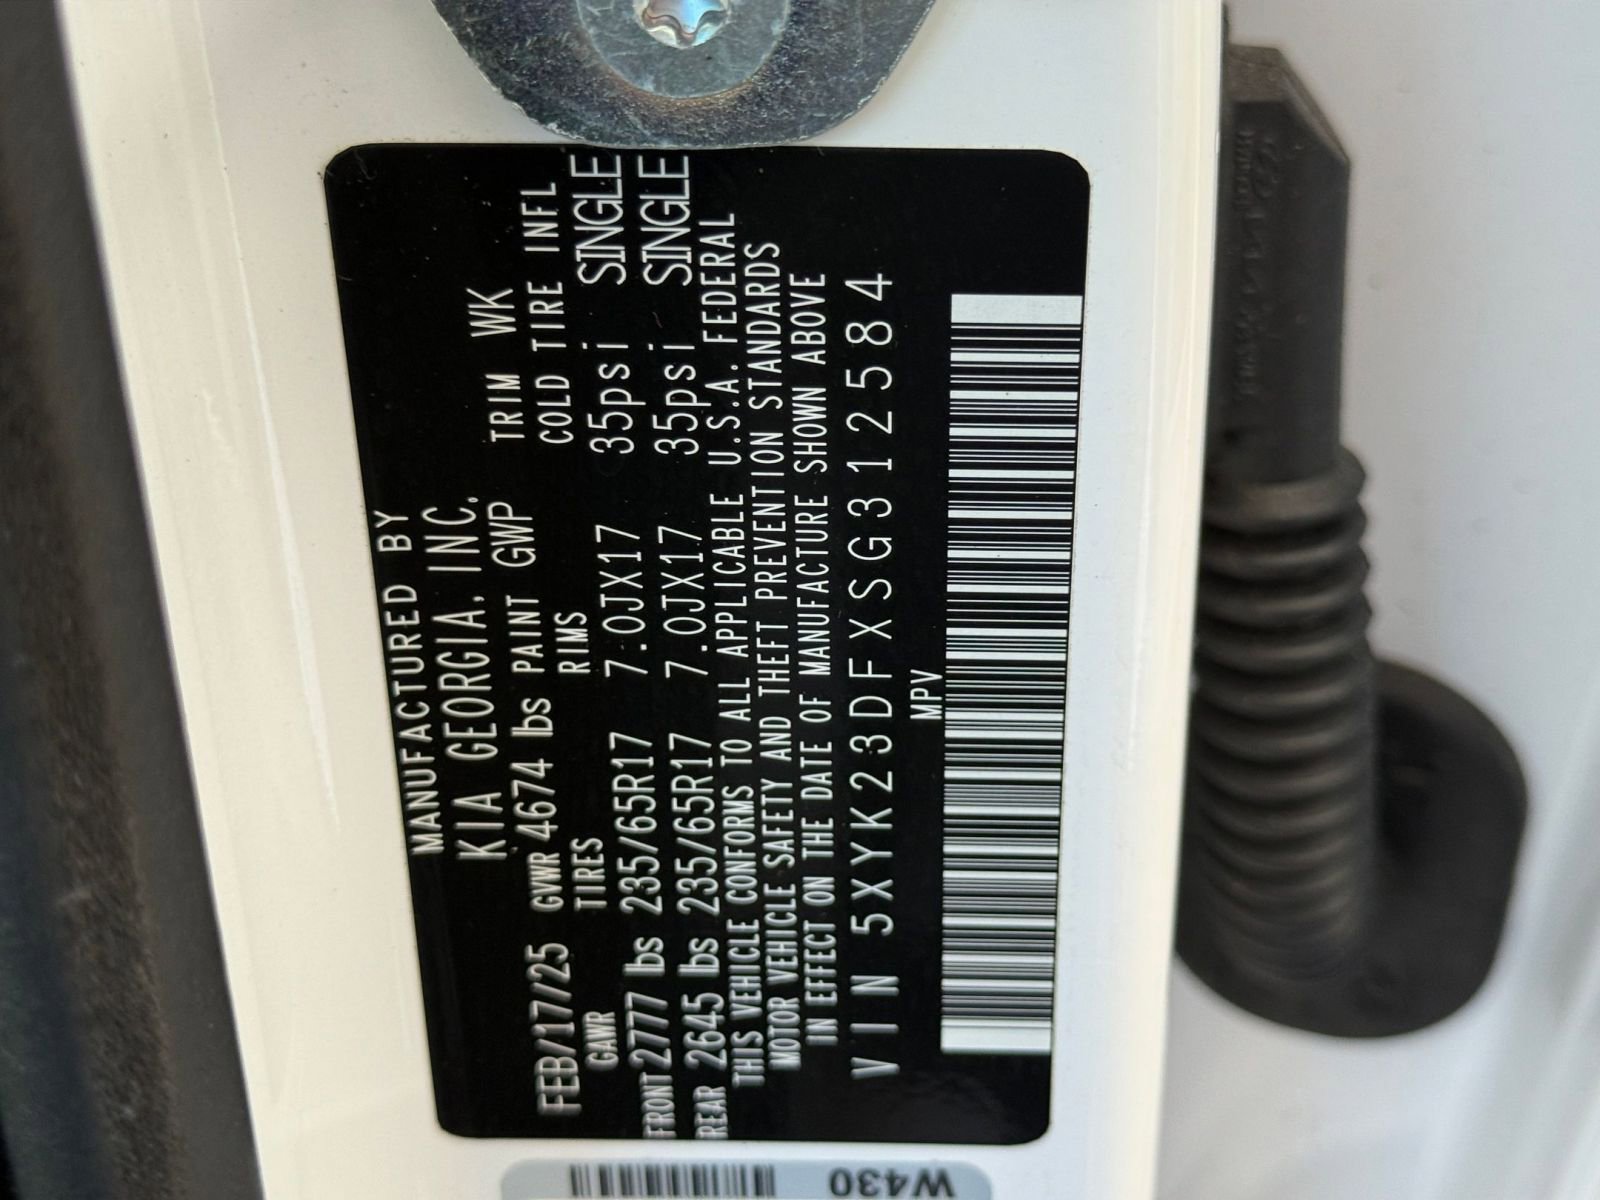 MANUFACTURED BY
KIA GEORGIA, INC.
FEB/17/25 GVWR 4674 lbs PAINT GWP TRIM WK
GAWR TIRES RIMS COLD TIRE INFL
FRONT 2777 lbs 235/65R17 7.0JX17 35psi SINGLE
REAR 2645 lbs 235/65R17 7.0JX17 35psi SINGLE
THIS VEHICLE CONFORMS TO ALL APPLICABLE U.S.A. FEDERAL
MOTOR VEHICLE SAFETY AND THEFT PREVENTION STANDARDS
IN EFFECT ON THE DATE OF MANUFACTURE SHOWN ABOVE
VIN 5XYK23DFXSG312584
MPV
W430